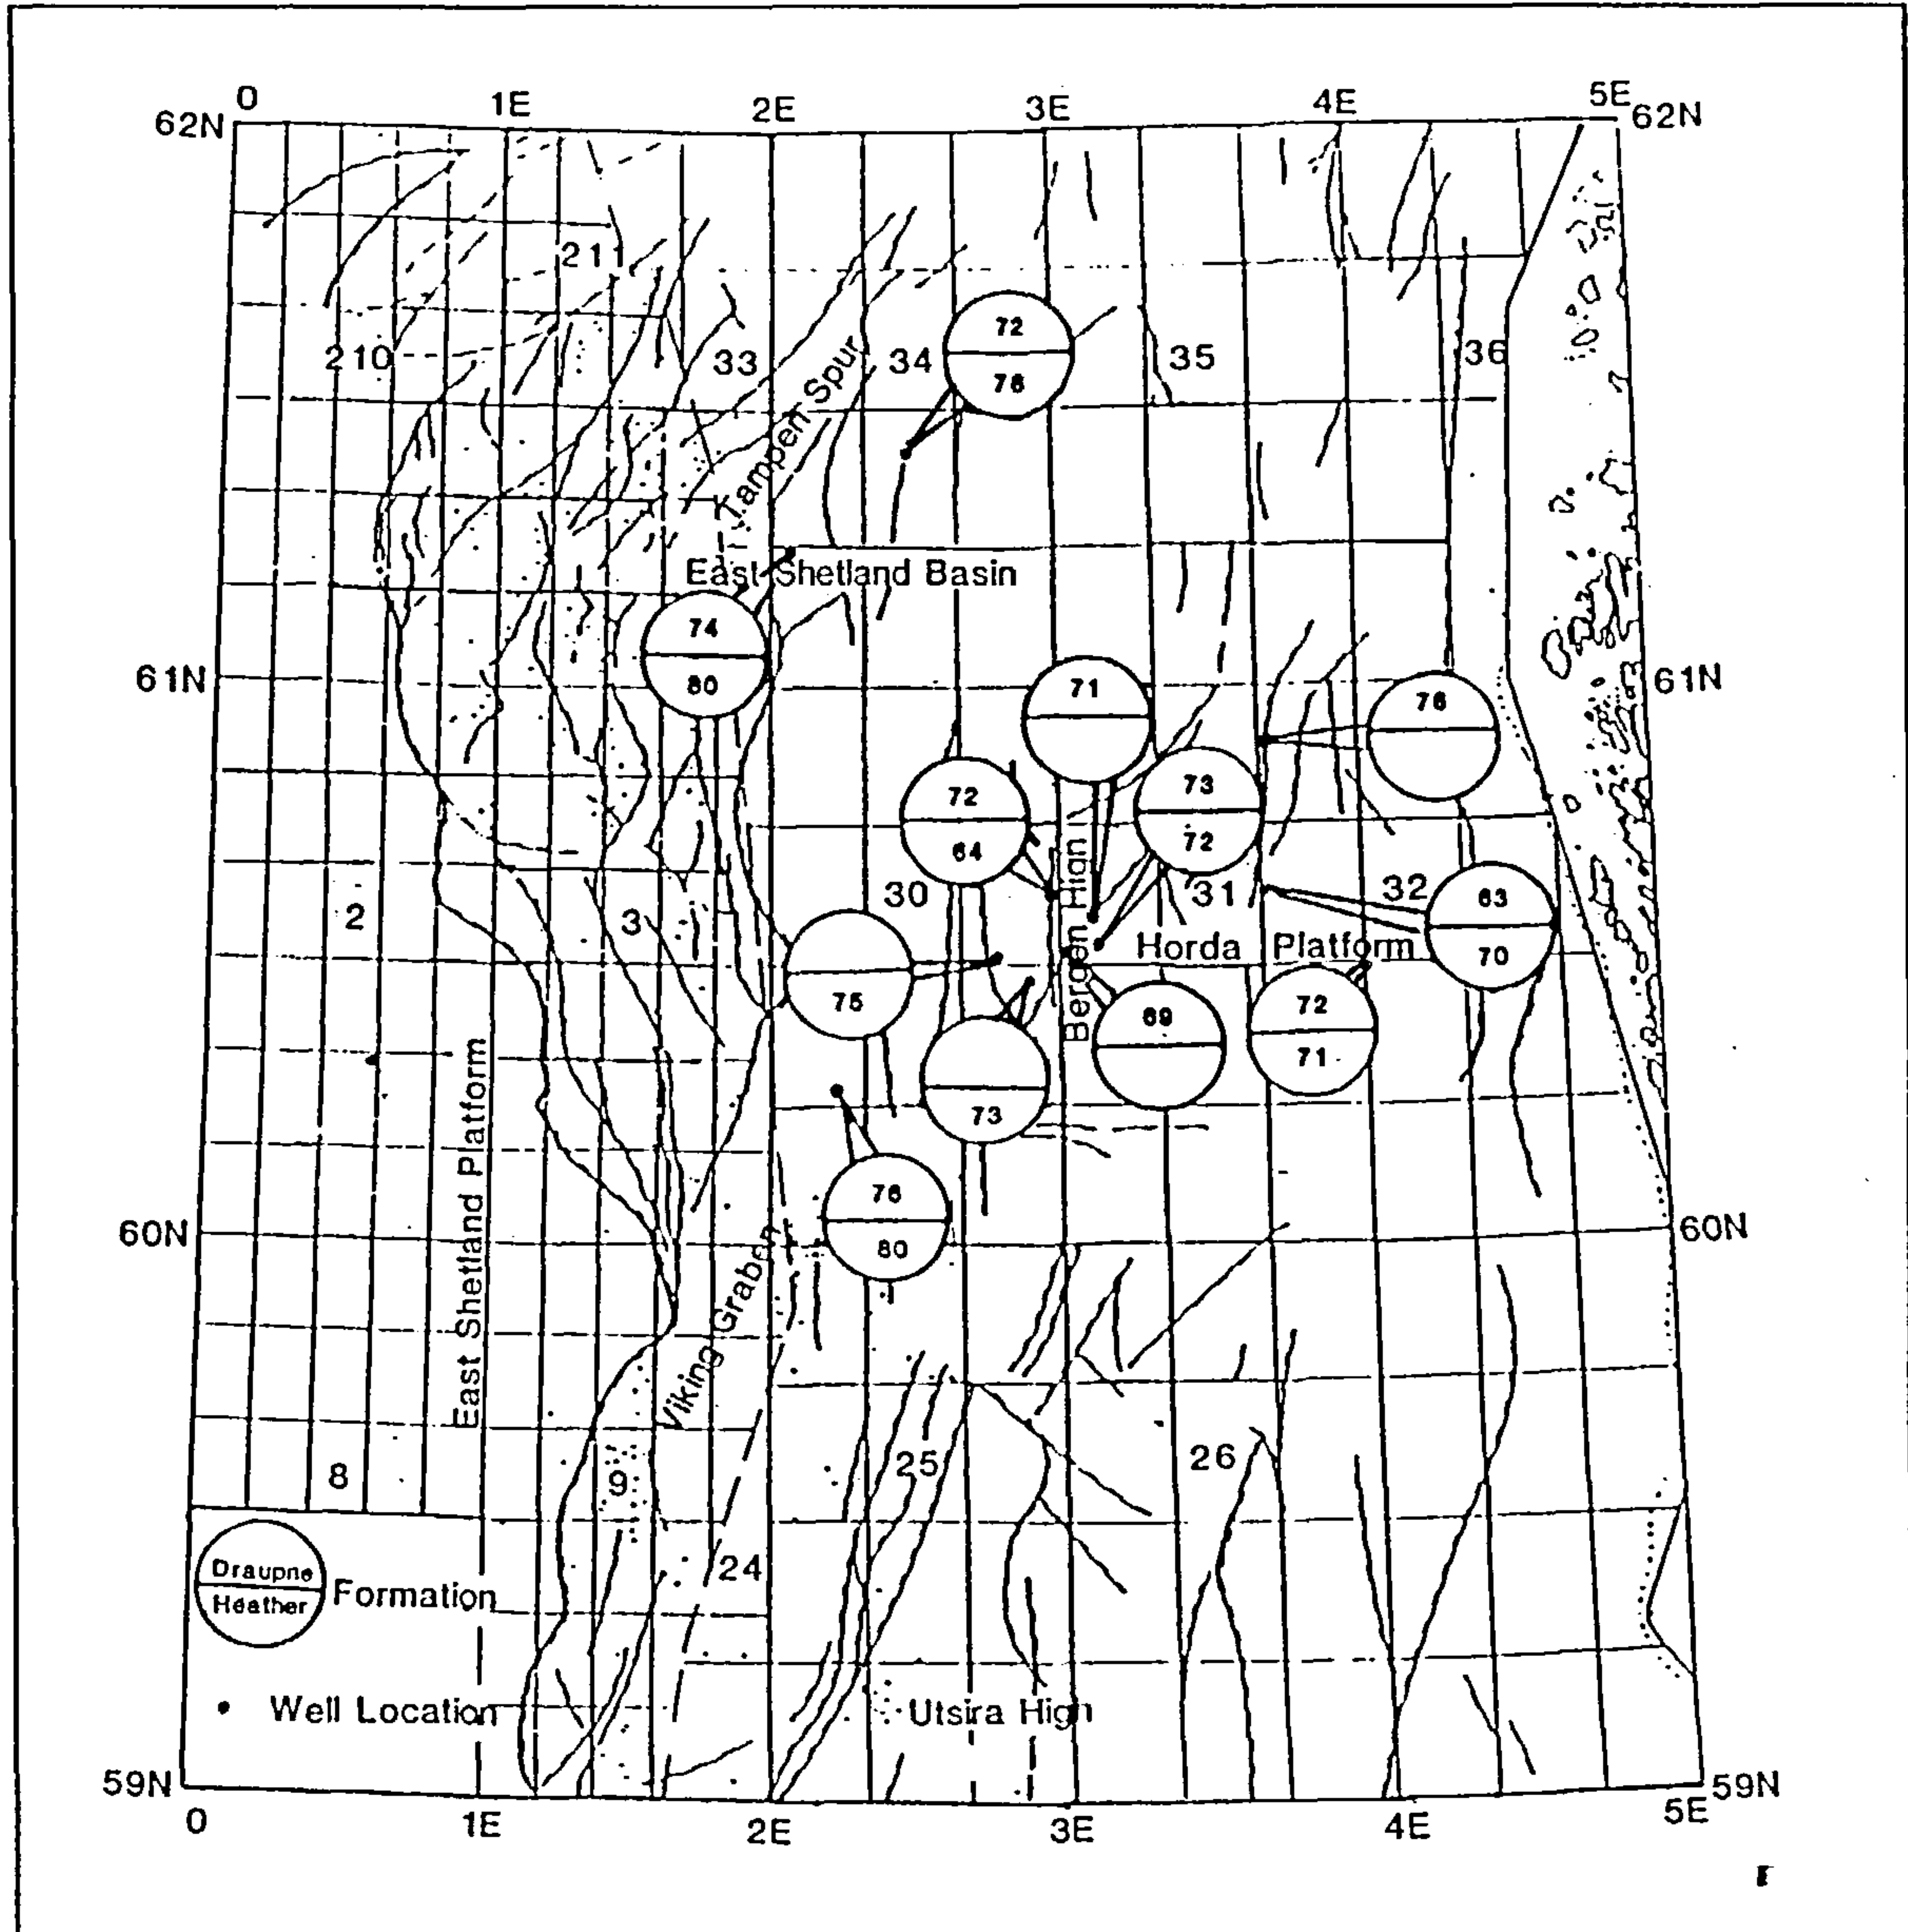 0 1E 2E 3E 4E 5E
62N 62N
211
210 33 34 72 35 36
78
Tampen Spur
East Shetland Basin
74
80
61N 61N
71 76
72 73
64 72
2 3 30 Bergen High 31 32 63
70
Horda Platform
75 69 72
71
73
East Shetland Platform
76
80
60N 60N
Viking Graben
8 9 25 26
24
Draupne
Heather
Formation
Well Location
Utsira High
59N 59N
0 1E 2E 3E 4E 5E